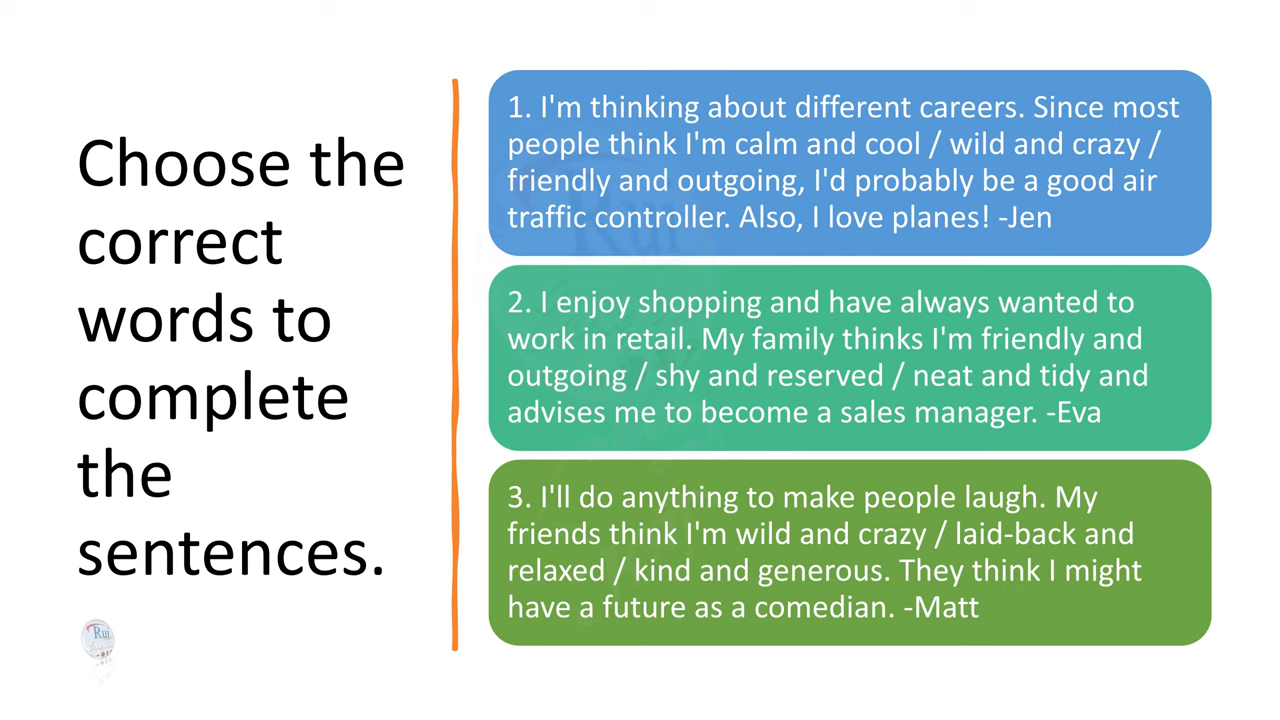 Choose the
correct
words to
complete
the
sentences.
1. I'm thinking about different careers. Since most
people think I'm calm and cool / wild and crazy /
friendly and outgoing, I'd probably be a good air
traffic controller. Also, I love planes! -Jen
2. I enjoy shopping and have always wanted to
work in retail. My family thinks I'm friendly and
outgoing / shy and reserved / neat and tidy and
advises me to become a sales manager. -Eva
3. I'll do anything to make people laugh. My
friends think I'm wild and crazy / laid-back and
relaxed / kind and generous. They think I might
have a future as a comedian. -Matt
Rui